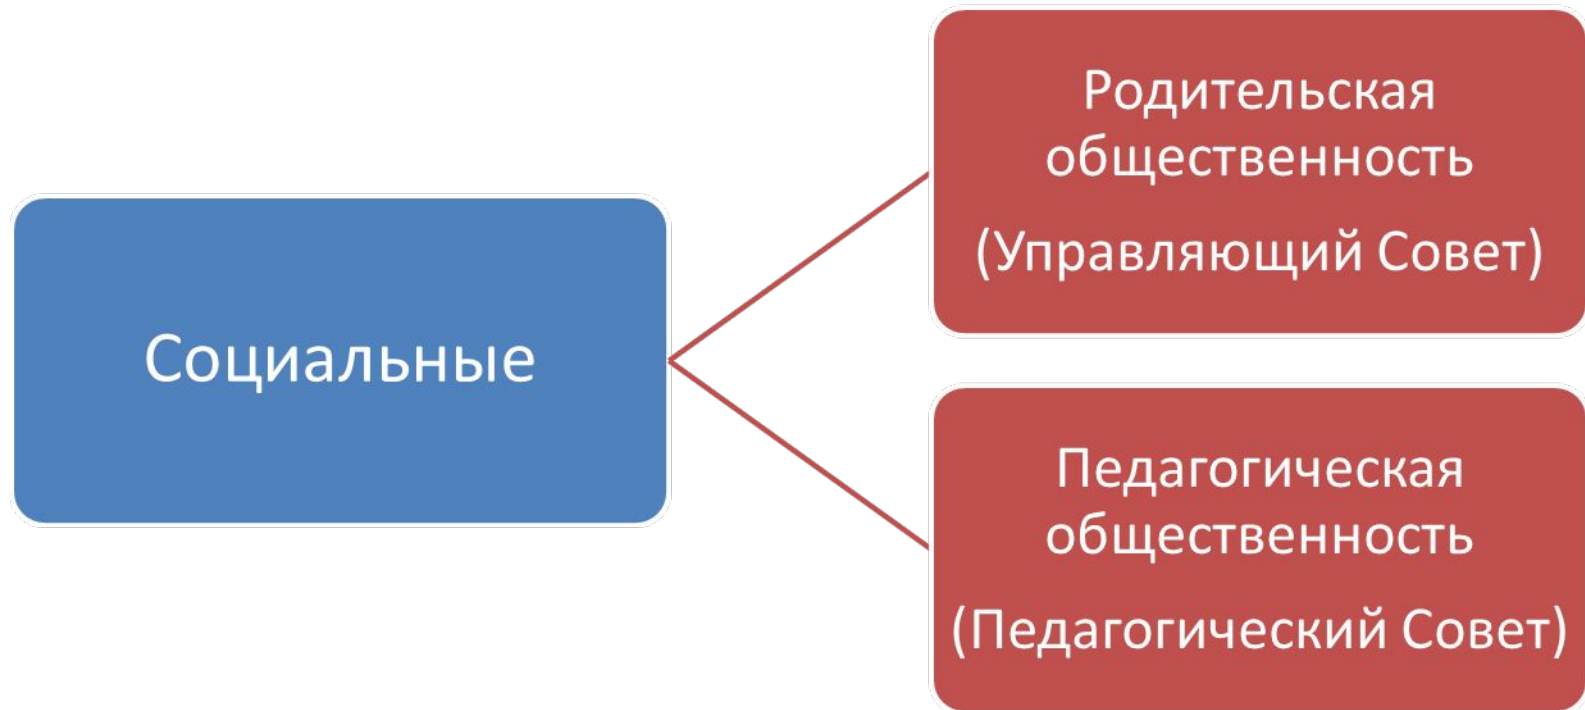 Социальные
Родительская
общественность
(Управляющий Совет)
Педагогическая
общественность
(Педагогический Совет)